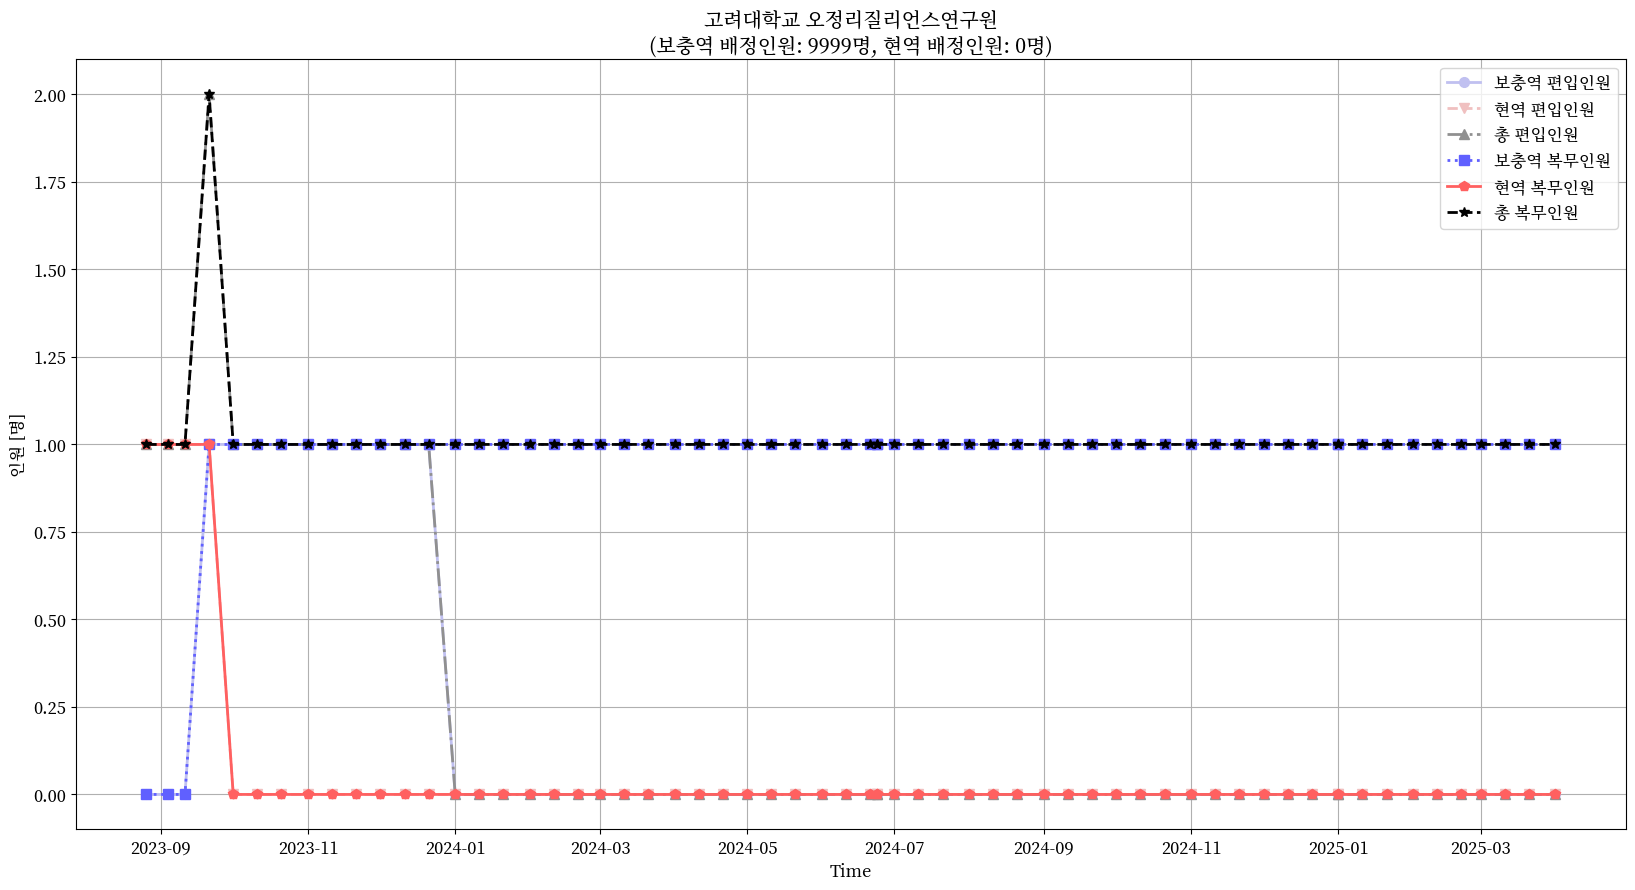 고려대학교 오정리질리언스연구원
(보충역 배정인원: 9999명, 현역 배정인원: 0명)
보충역 편입인원
현역 편입인원
총 편입인원
보충역 복무인원
현역 복무인원
총 복무인원
인원 [명]
2.00
1.75
1.50
1.25
1.00
0.75
0.50
0.25
0.00
2023-09 2023-11 2024-01 2024-03 2024-05 2024-07 2024-09 2024-11 2025-01 2025-03
Time